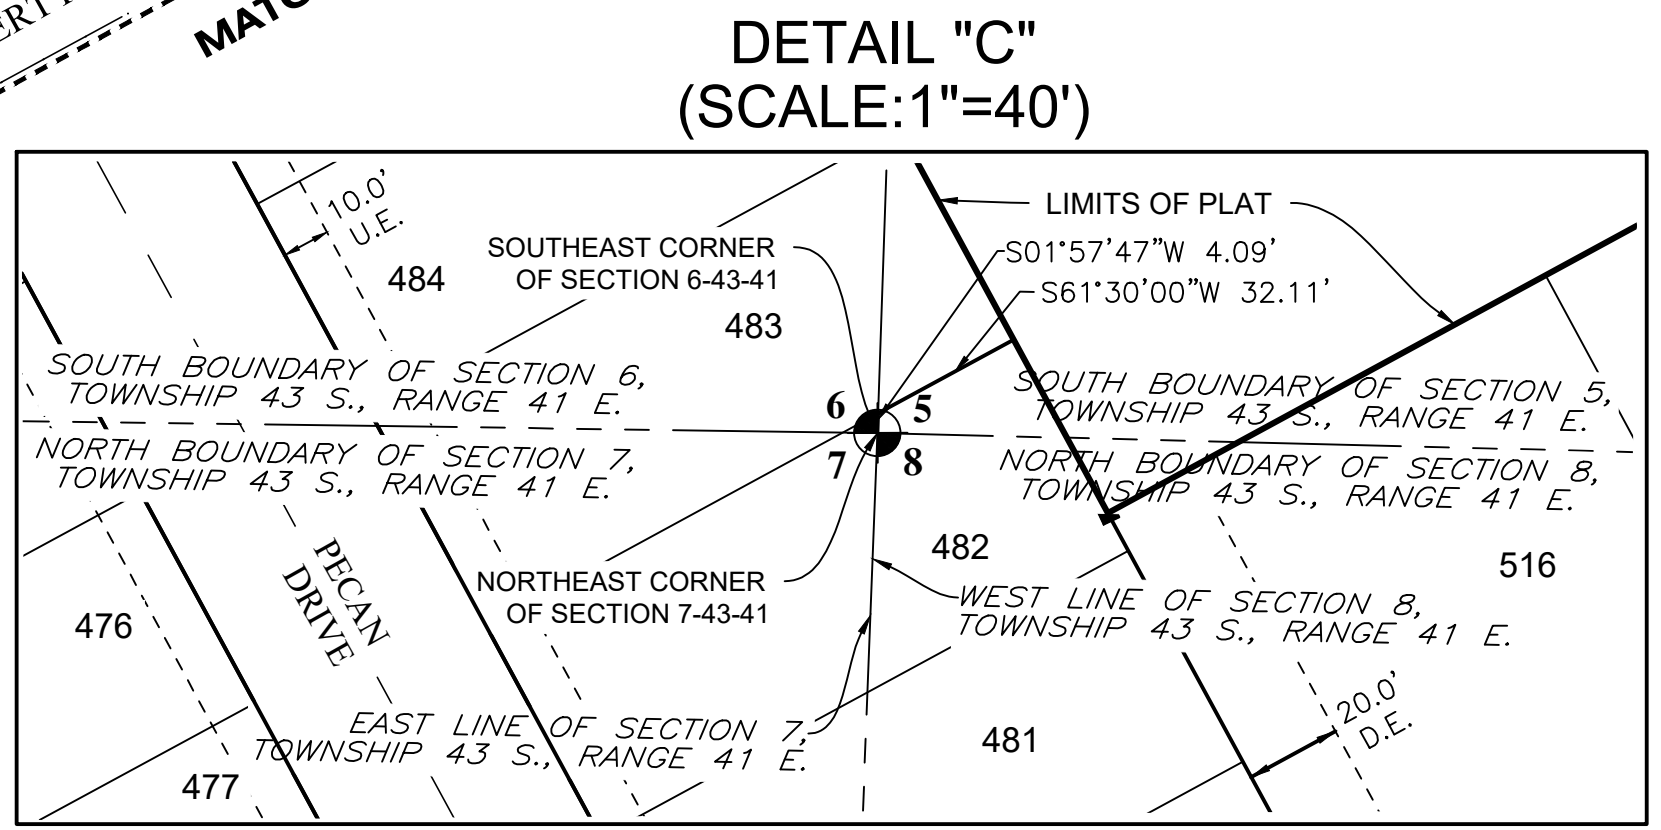 DETAIL "C"
(SCALE:1"=40')
10.0'
U.E.
484
SOUTHEAST CORNER
OF SECTION 6-43-41
483
LIMITS OF PLAT
S01°57'47"W 4.09'
S61°30'00"W 32.11'
SOUTH BOUNDARY OF SECTION 6,
TOWNSHIP 43 S., RANGE 41 E.
NORTH BOUNDARY OF SECTION 7,
TOWNSHIP 43 S., RANGE 41 E.
6 5
7 8
SOUTH BOUNDARY OF SECTION 5,
TOWNSHIP 43 S., RANGE 41 E.
NORTH BOUNDARY OF SECTION 8,
TOWNSHIP 43 S., RANGE 41 E.
482
516
PECAN
DRIVE
NORTHEAST CORNER
OF SECTION 7-43-41
WEST LINE OF SECTION 8,
TOWNSHIP 43 S., RANGE 41 E.
476
EAST LINE OF SECTION 7,
TOWNSHIP 43 S., RANGE 41 E.
481
20.0'
D.E.
477